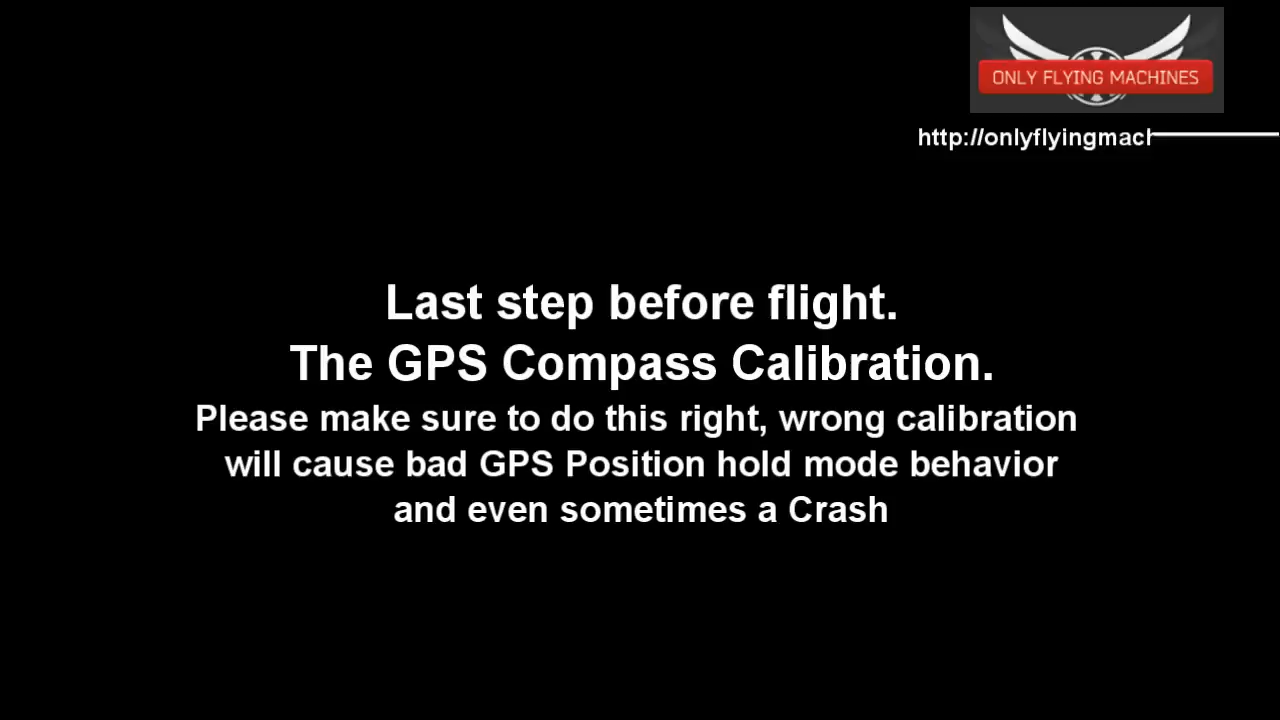 ONLY FLYING MACHINES
http://onlyflyingmac
Last step before flight.
The GPS Compass Calibration.
Please make sure to do this right, wrong calibration
will cause bad GPS Position hold mode behavior
and even sometimes a Crash